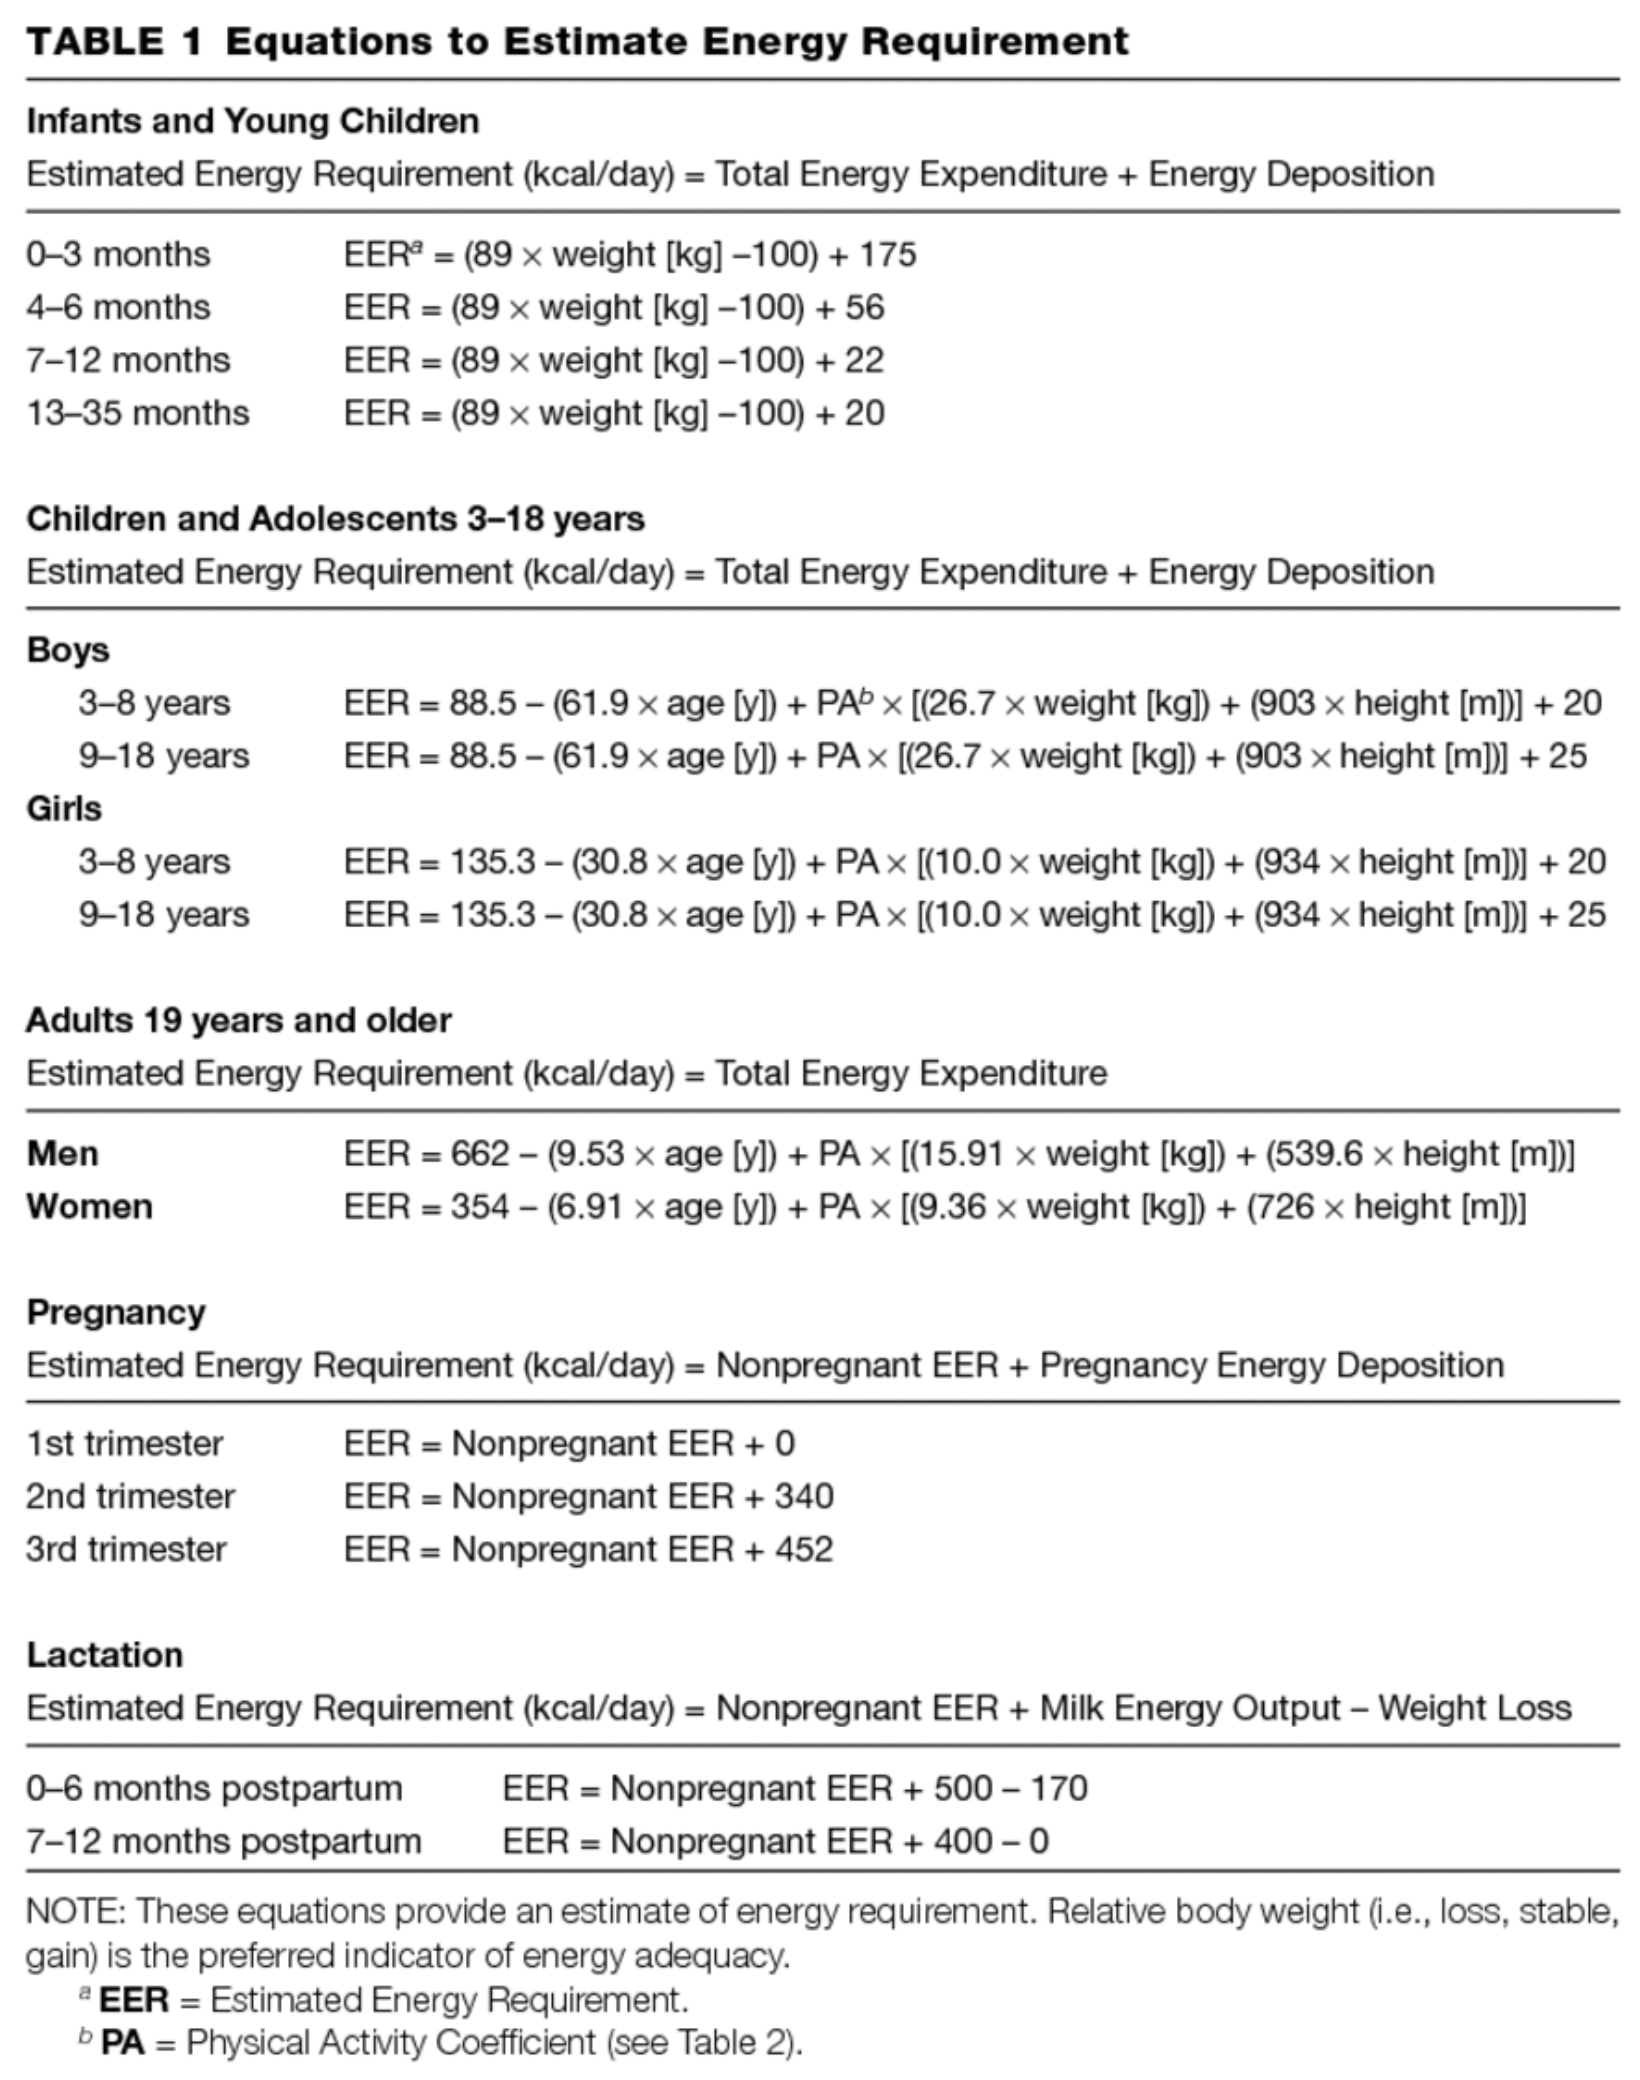 TABLE 1 Equations to Estimate Energy Requirement
Infants and Young Children
Estimated Energy Requirement (kcal/day) = Total Energy Expenditure + Energy Deposition
0–3 months EERᵃ = (89 × weight [kg] –100) + 175
4–6 months EER = (89 × weight [kg] –100) + 56
7–12 months EER = (89 × weight [kg] –100) + 22
13–35 months EER = (89 × weight [kg] –100) + 20
Children and Adolescents 3–18 years
Estimated Energy Requirement (kcal/day) = Total Energy Expenditure + Energy Deposition
Boys
3–8 years EER = 88.5 – (61.9 × age [y]) + PAᵇ × [(26.7 × weight [kg]) + (903 × height [m])] + 20
9–18 years EER = 88.5 – (61.9 × age [y]) + PA × [(26.7 × weight [kg]) + (903 × height [m])] + 25
Girls
3–8 years EER = 135.3 – (30.8 × age [y]) + PA × [(10.0 × weight [kg]) + (934 × height [m])] + 20
9–18 years EER = 135.3 – (30.8 × age [y]) + PA × [(10.0 × weight [kg]) + (934 × height [m])] + 25
Adults 19 years and older
Estimated Energy Requirement (kcal/day) = Total Energy Expenditure
Men EER = 662 – (9.53 × age [y]) + PA × [(15.91 × weight [kg]) + (539.6 × height [m])]
Women EER = 354 – (6.91 × age [y]) + PA × [(9.36 × weight [kg]) + (726 × height [m])]
Pregnancy
Estimated Energy Requirement (kcal/day) = Nonpregnant EER + Pregnancy Energy Deposition
1st trimester EER = Nonpregnant EER + 0
2nd trimester EER = Nonpregnant EER + 340
3rd trimester EER = Nonpregnant EER + 452
Lactation
Estimated Energy Requirement (kcal/day) = Nonpregnant EER + Milk Energy Output – Weight Loss
0–6 months postpartum EER = Nonpregnant EER + 500 – 170
7–12 months postpartum EER = Nonpregnant EER + 400 – 0
NOTE: These equations provide an estimate of energy requirement. Relative body weight (i.e., loss, stable,
gain) is the preferred indicator of energy adequacy.
ᵃ EER = Estimated Energy Requirement.
ᵇ PA = Physical Activity Coefficient (see Table 2).